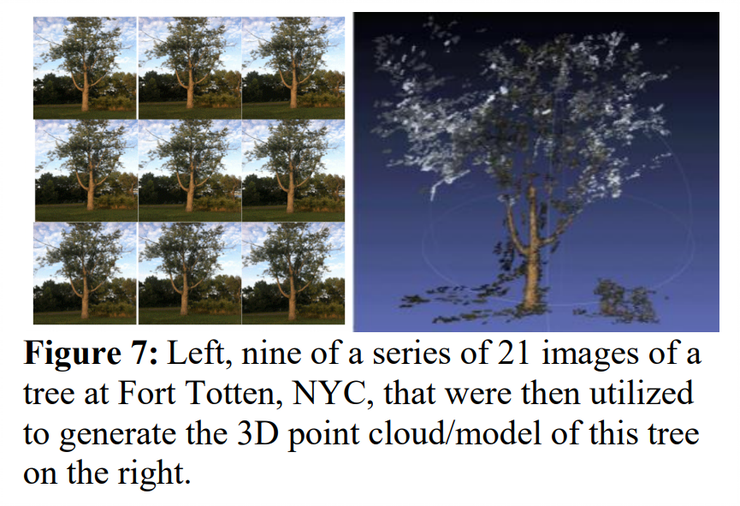 Figure 7: Left, nine of a series of 21 images of a
tree at Fort Totten, NYC, that were then utilized
to generate the 3D point cloud/model of this tree
on the right.